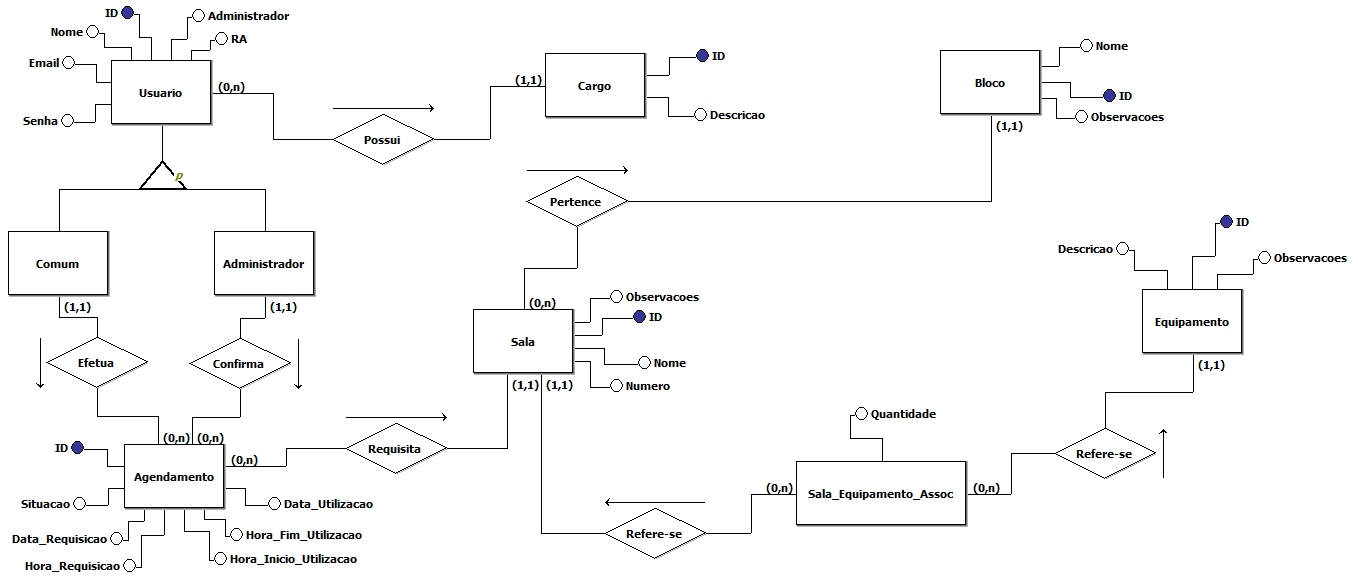 ID
Administrador
Nome
RA
Email
Usuario
(0,n)
Senha
Possui
(1,1)
Cargo
ID
Descricao
Bloco
Nome
ID
Observacoes
(1,1)
p
Pertence
Comum
(1,1)
Administrador
(1,1)
Efetua
Confirma
(0,n)
Observacoes
ID
Sala
Nome
Numero
(1,1)
(1,1)
ID
Descricao
Observacoes
Equipamento
(1,1)
(0,n)
(0,n)
ID
(0,n)
Agendamento
Requisita
Situacao
Data_Utilizacao
Data_Requisicao
Hora_Fim_Utilizacao
Hora_Requisicao
Hora_Inicio_Utilizacao
Quantidade
(0,n)
Sala_Equipamento_Assoc
(0,n)
Refere-se
Refere-se